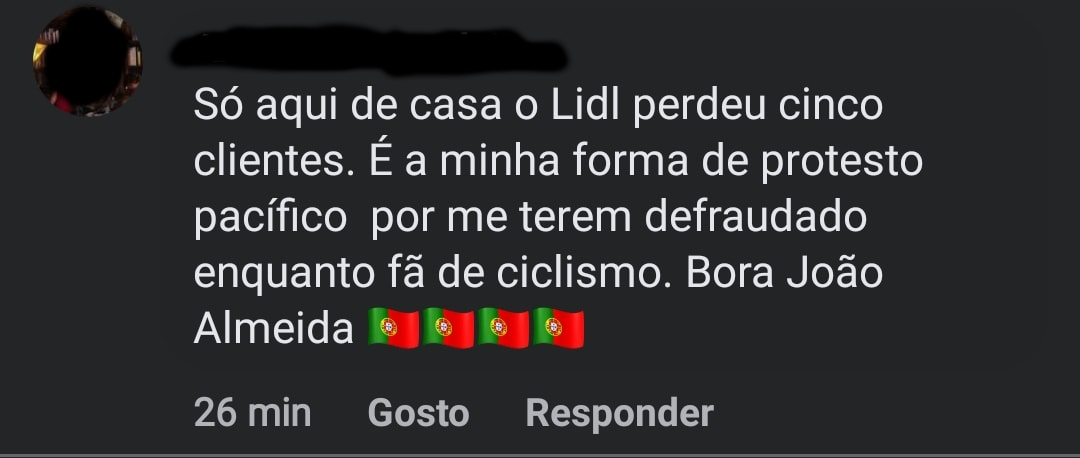 Só aqui de casa o Lidl perdeu cinco
clientes. É a minha forma de protesto
pacífico  por me terem defraudado
enquanto fã de ciclismo. Bora João
Almeida 🇵🇹🇵🇹🇵🇹🇵🇹
26 min Gosto Responder